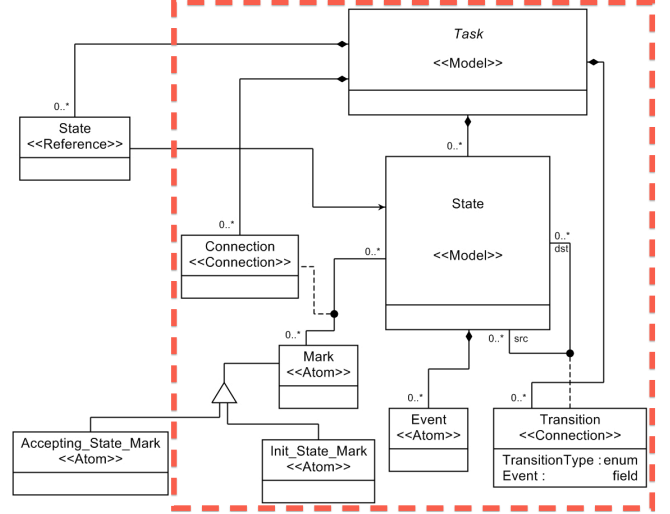 Task
<<Model>>
0..*
State
<<Reference>>
0..*
State
<<Model>>
0..*
Connection
<<Connection>>
0..*
0..*
dst
0..* src
0..*
Mark
<<Atom>>
0..*
0..*
Accepting_State_Mark
<<Atom>>
Init_State_Mark
<<Atom>>
Event
<<Atom>>
Transition
<<Connection>>
TransitionType : enum
Event : field